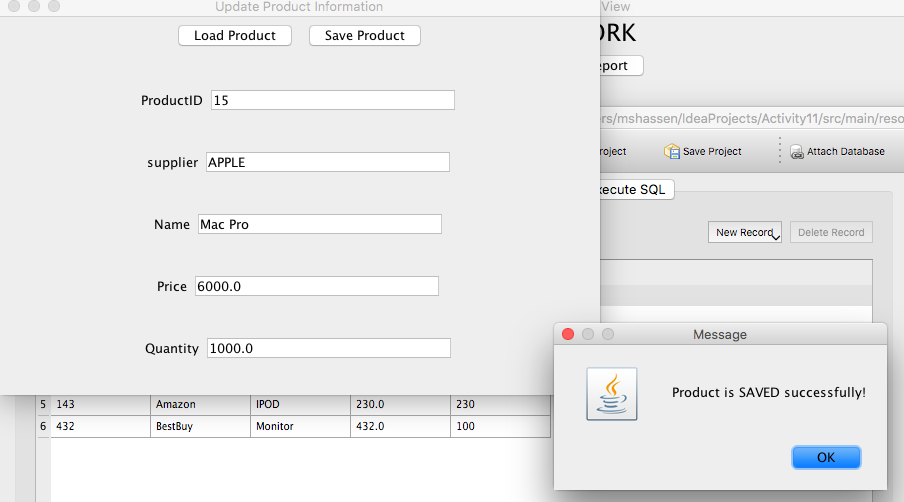 Update Product Information
View
Load Product
Save Product
ORK
port
ProductID 15
ers/mshassen/IdeaProjects/Activity11/src/main/reso
roject
Save Project
Attach Database
supplier APPLE
xecute SQL
Name Mac Pro
New Record
Delete Record
Price 6000.0
Quantity 1000.0
Message
Product is SAVED successfully!
OK
5 143 Amazon IPOD 230.0 230
6 432 BestBuy Monitor 432.0 100